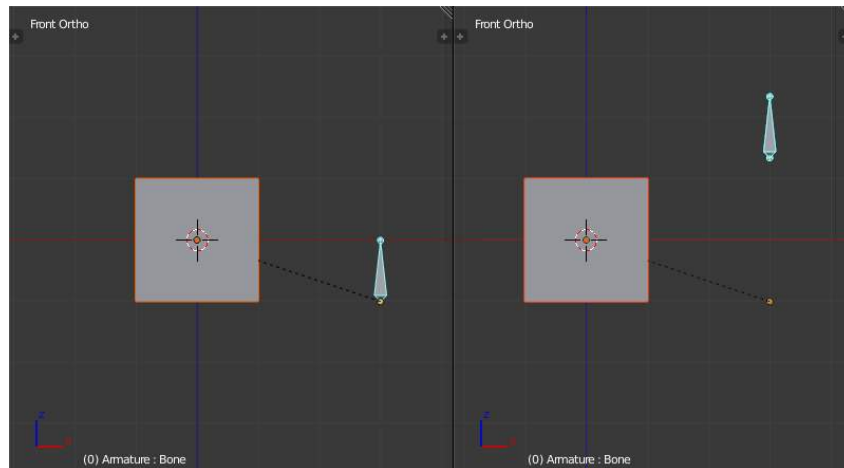 Front Ortho
Front Ortho
z
x
(0) Armature : Bone
z
x
(0) Armature : Bone